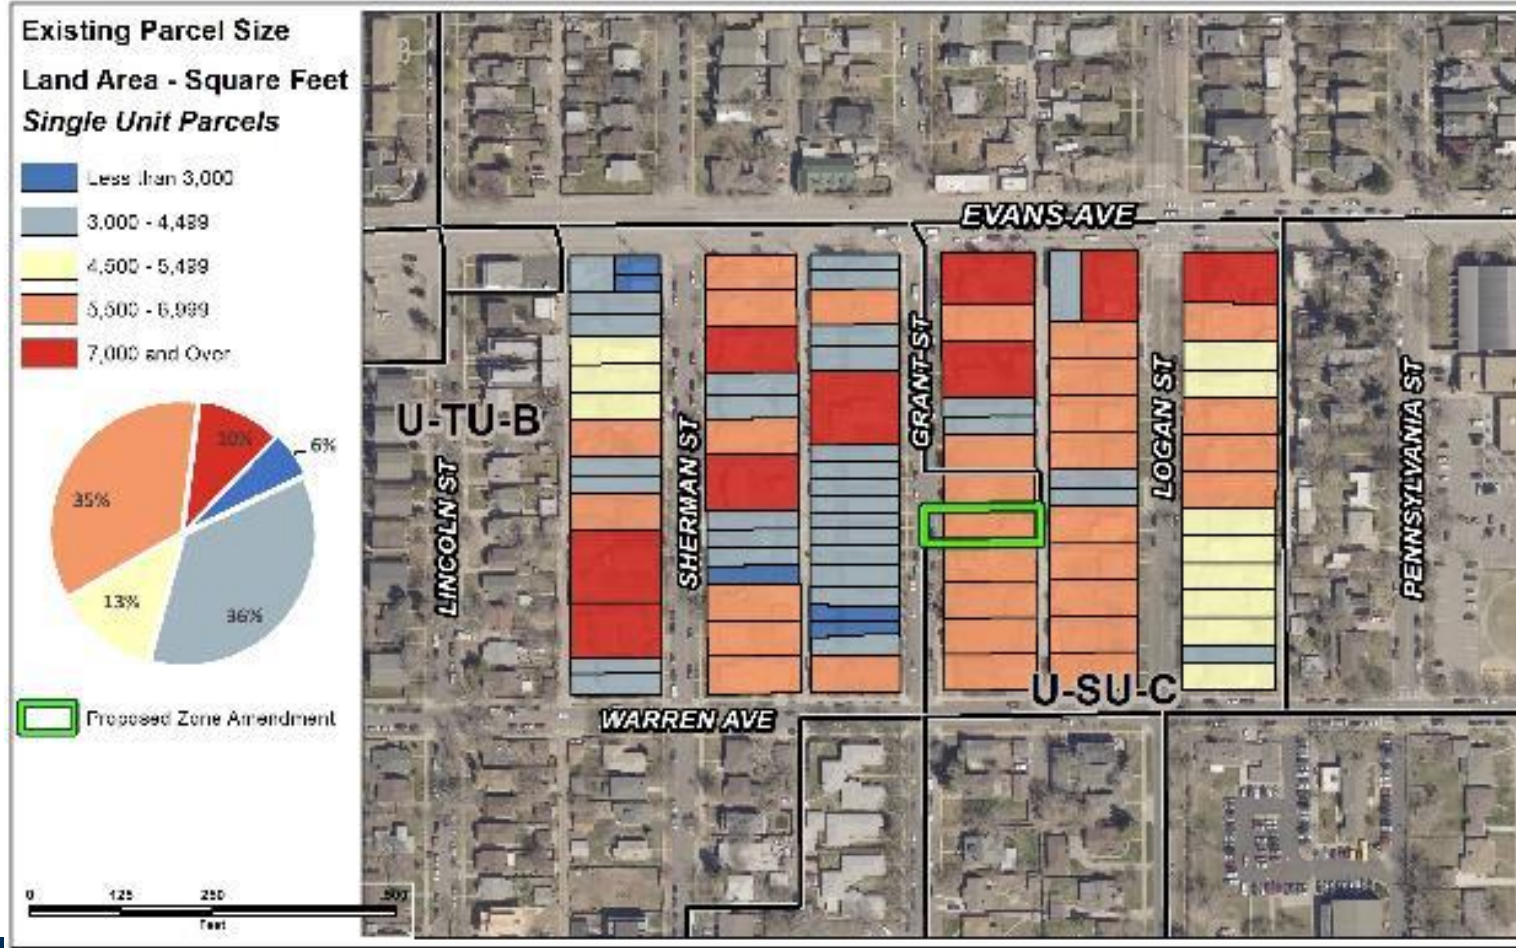 Existing Parcel Size
Land Area - Square Feet
Single Unit Parcels
Less than 3,000
3,000 - 4,499
4,500 - 5,499
5,500 - 6,999
7,000 and Over
10%
6%
35%
13%
36%
Proposed Zone Amendment
0 125 250 500
Feet
EVANS AVE
U-TU-B
LINCOLN ST
SHERMAN ST
GRANT ST
LOGAN ST
PENNSYLVANIA ST
U-SU-C
WARREN AVE